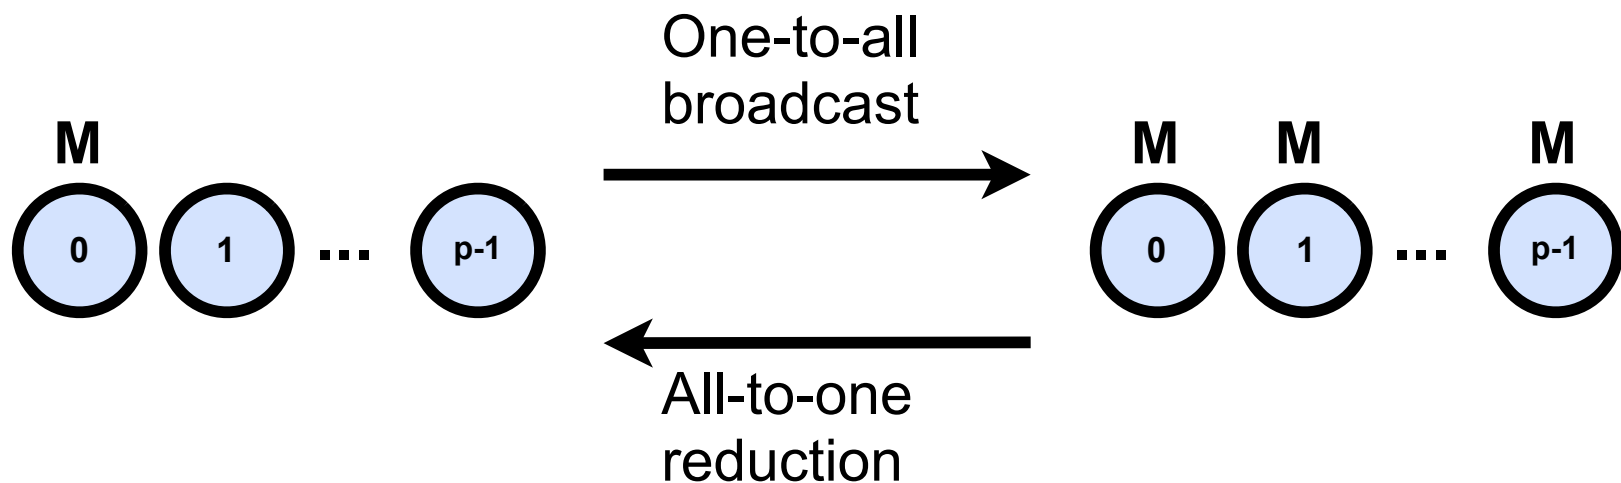 One-to-all
broadcast
M
M M M
0 1 ... p-1
0 1 ... p-1
All-to-one
reduction